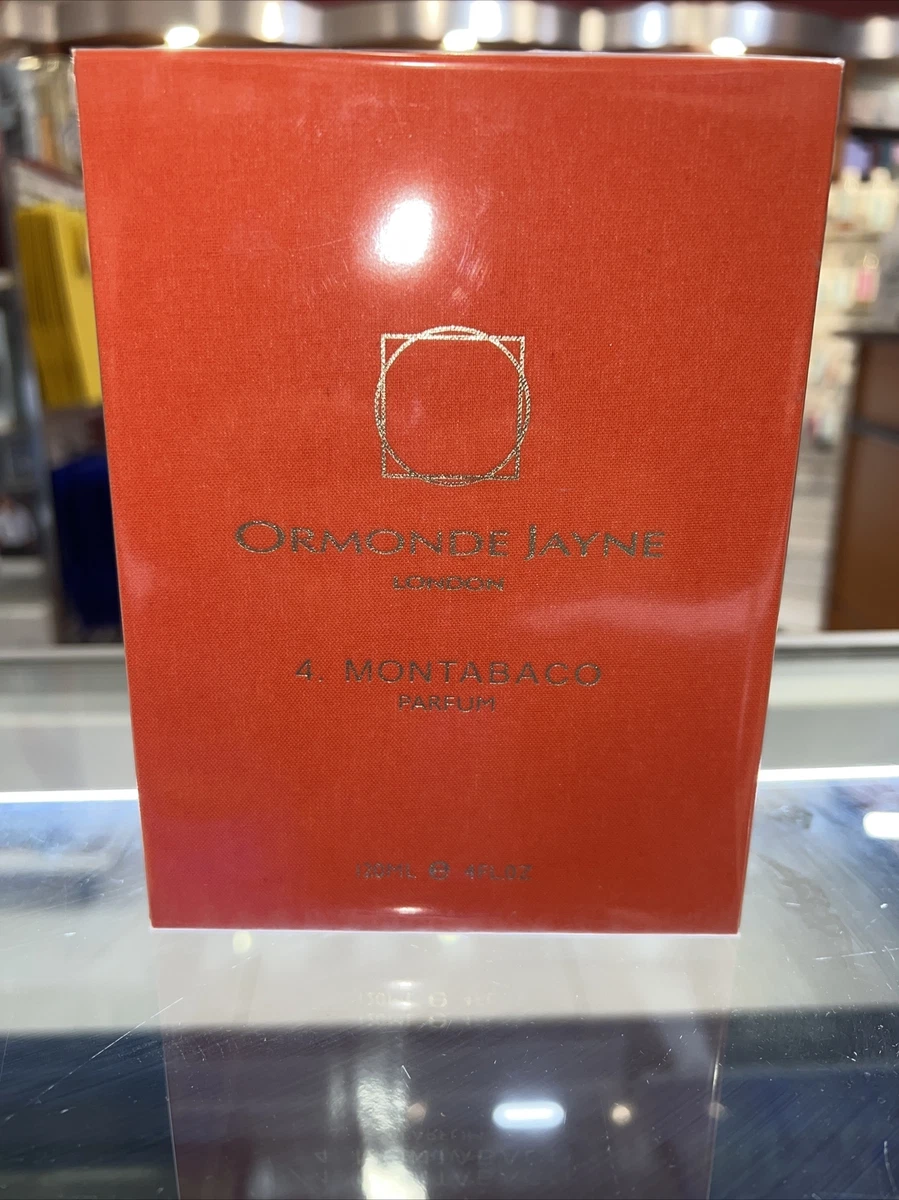 ORMONDE JAYNE
LONDON
4. MONTABACO
PARFUM
120ML ⊕ 4FL.OZ